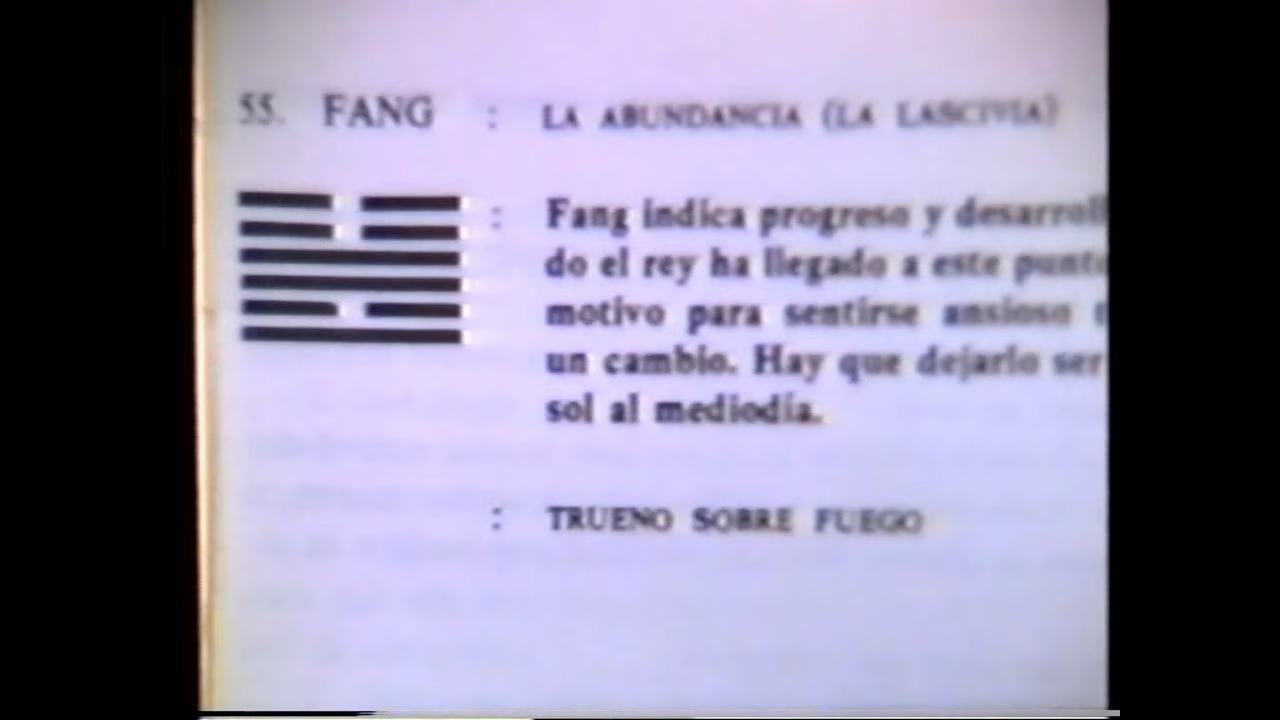 55. FANG : LA ABUNDANCIA (LA LASCIVIA)
: Fang indica progreso y desarroll
do el rey ha llegado a este punto
motivo para sentirse ansioso
un cambio. Hay que dejarlo ser
sol al mediodía.
: TRUENO SOBRE FUEGO